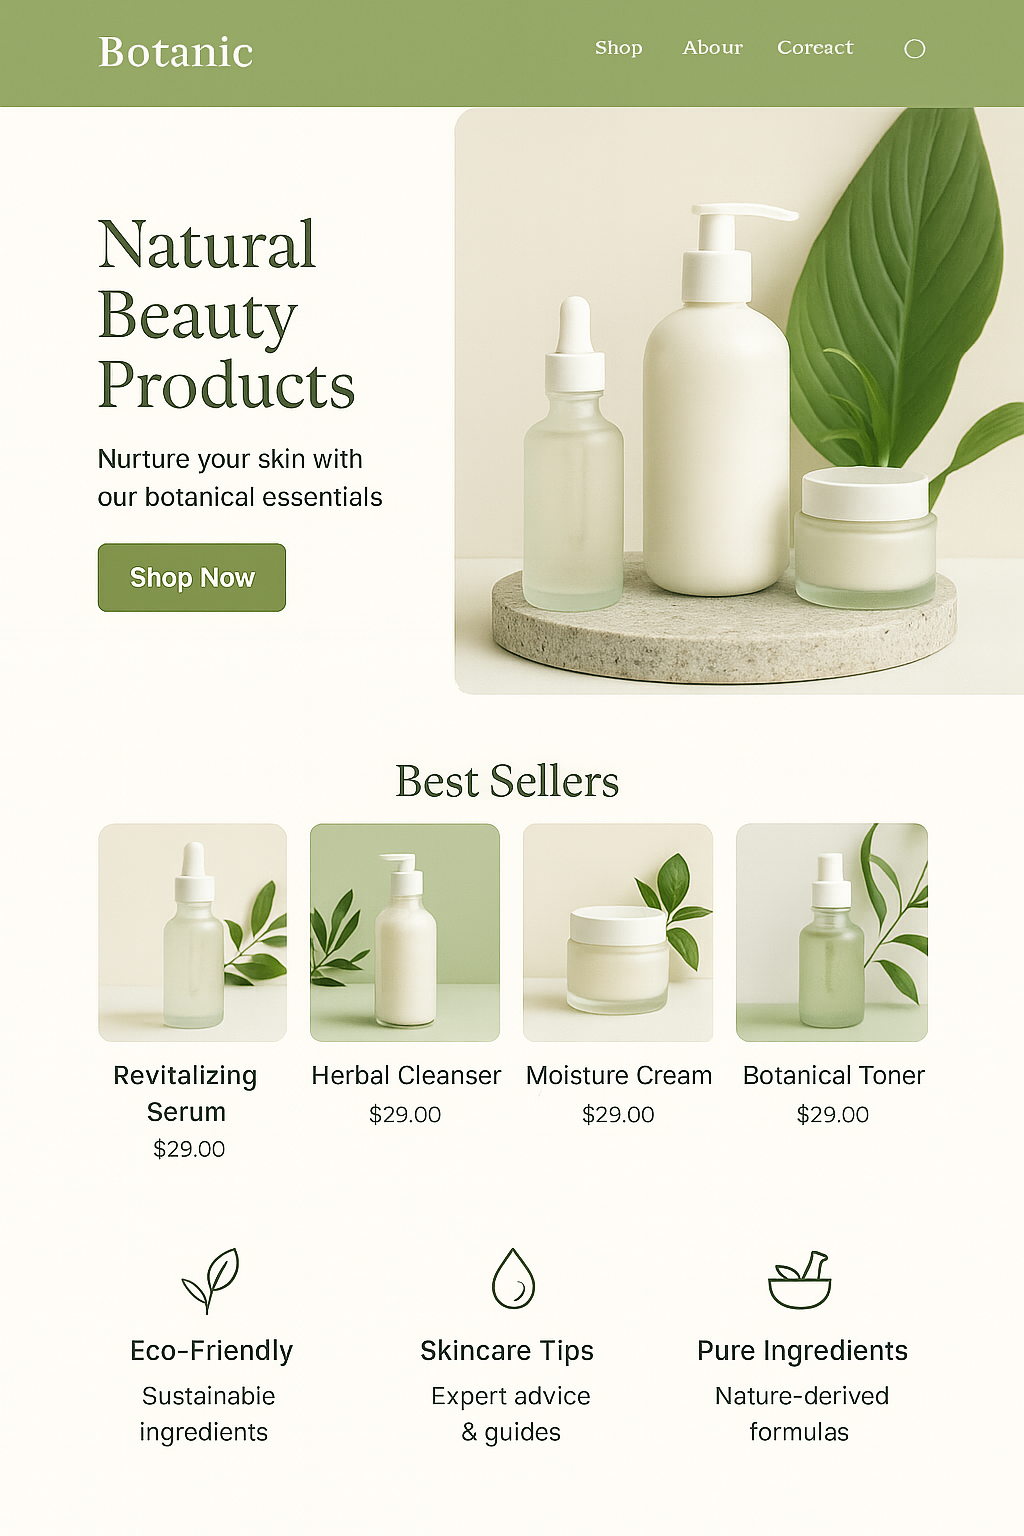 Botanic
Shop Abour Coreact
Natural
Beauty
Products
Nurture your skin with
our botanical essentials
Shop Now
Best Sellers
Revitalizing
Serum
$29.00
Herbal Cleanser
$29.00
Moisture Cream
$29.00
Botanical Toner
$29.00
Eco-Friendly
Sustainabie
ingredients
Skincare Tips
Expert advice
& guides
Pure Ingredients
Nature-derived
formulas